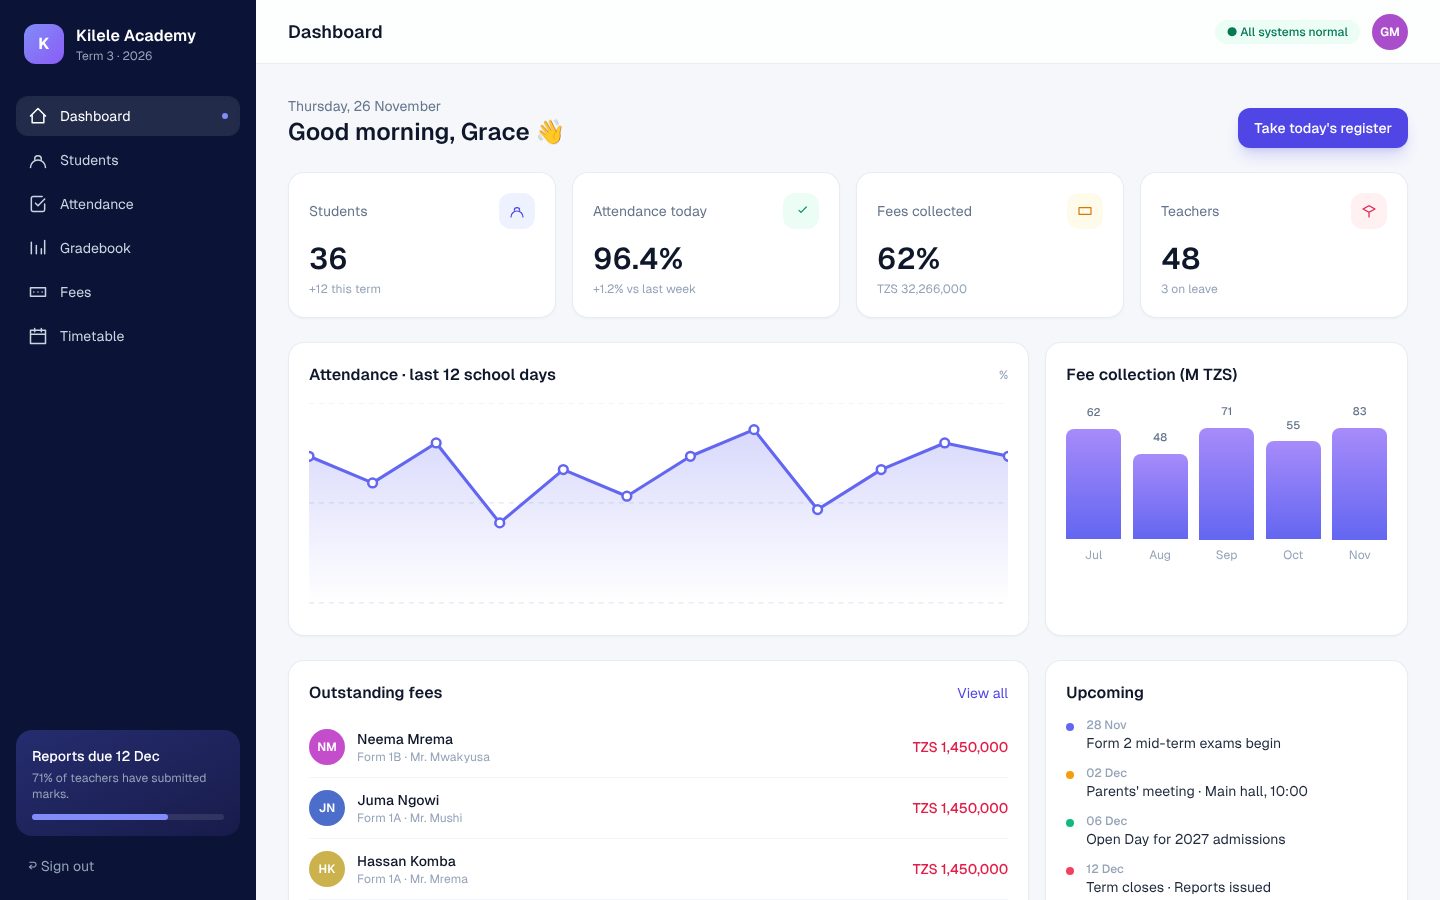 K
Kilele Academy
Term 3 · 2026
Dashboard
Students
Attendance
Gradebook
Fees
Timetable
Reports due 12 Dec
71% of teachers have submitted
marks.
Sign out
Dashboard
All systems normal
GM
Thursday, 26 November
Good morning, Grace 👋
Take today's register
Students
36
+12 this term
Attendance today
96.4%
+1.2% vs last week
Fees collected
62%
TZS 32,266,000
Teachers
48
3 on leave
Attendance · last 12 school days
%
Fee collection (M TZS)
62
48
71
55
83
Jul
Aug
Sep
Oct
Nov
Outstanding fees
View all
NM
Neema Mrema
Form 1B · Mr. Mwakyusa
TZS 1,450,000
JN
Juma Ngowi
Form 1A · Mr. Mushi
TZS 1,450,000
HK
Hassan Komba
Form 1A · Mr. Mrema
TZS 1,450,000
Upcoming
28 Nov
Form 2 mid-term exams begin
02 Dec
Parents' meeting · Main hall, 10:00
06 Dec
Open Day for 2027 admissions
12 Dec
Term closes · Reports issued